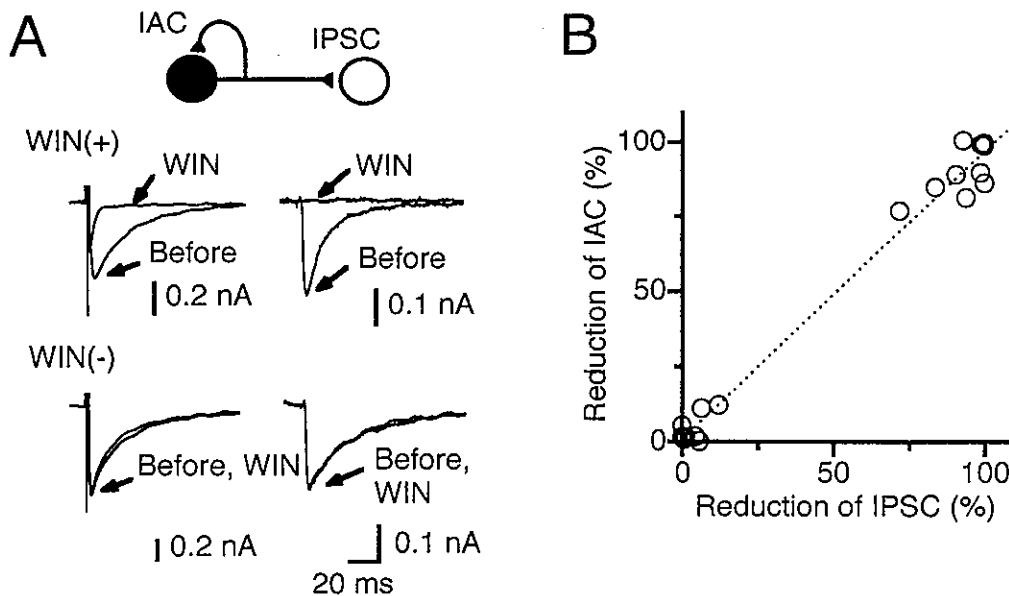 A
IAC
IPSC
WIN(+)
WIN
WIN
Before
Before
0.2 nA
0.1 nA
WIN(-)
Before, WIN
Before,
WIN
0.2 nA
0.1 nA
20 ms
B
Reduction of IAC (%)
100
50
0
0
50
100
Reduction of IPSC (%)